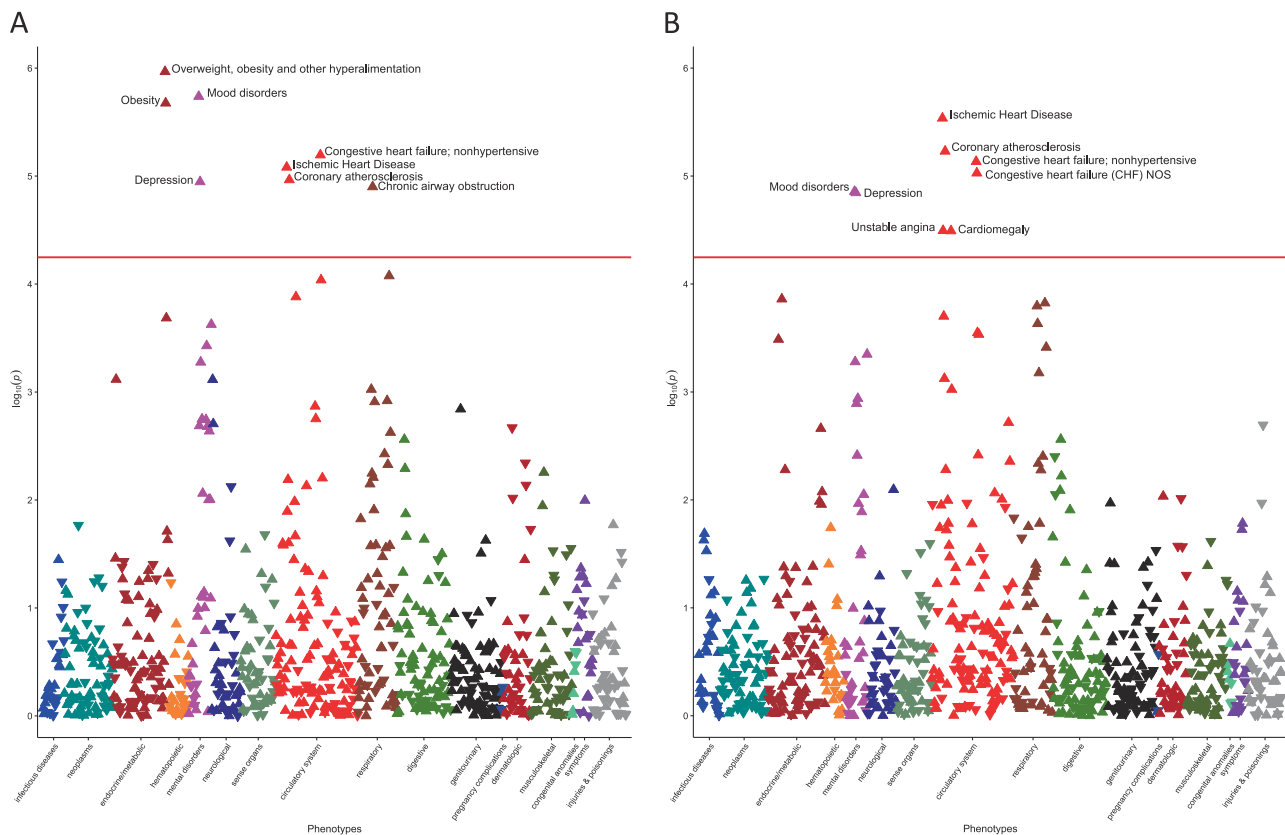 A
6
5
4
3
2
1
0
log10(p)
Overweight, obesity and other hyperalimentation
Obesity
Mood disorders
Congestive heart failure; nonhypertensive
Ischemic Heart Disease
Coronary atherosclerosis
Depression
Chronic airway obstruction
infectious diseases
neoplasms
endocrine/metabolic
hematopoietic
mental disorders
neurological
sense organs
circulatory system
respiratory
digestive
genitourinary
pregnancy complications
dermatologic
musculoskeletal
congenital anomalies
symptoms
injuries & poisonings
Phenotypes
B
6
5
4
3
2
1
0
log10(p)
Ischemic Heart Disease
Coronary atherosclerosis
Congestive heart failure; nonhypertensive
Congestive heart failure (CHF) NOS
Mood disorders
Depression
Unstable angina
Cardiomegaly
infectious diseases
neoplasms
endocrine/metabolic
hematopoietic
mental disorders
neurological
sense organs
circulatory system
respiratory
digestive
genitourinary
pregnancy complications
dermatologic
musculoskeletal
congenital anomalies
symptoms
injuries & poisonings
Phenotypes